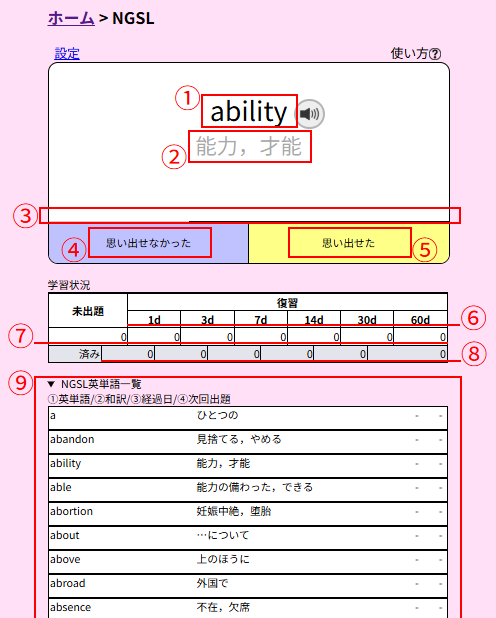 ホーム > NGSL
設定 使い方?
① ability
② 能力，才能
③
④ 思い出せなかった 思い出せた ⑤
学習状況
未出題 復習
1d 3d 7d 14d 30d 60d ⑥
⑦ 0 0 0 0 0 0 0
済み 0 0 0 0 0 0 ⑧
⑨ ▼ NGSL英単語一覧
①英単語/②和訳/③経過日/④次回出題
a ひとつの - -
abandon 見捨てる，やめる - -
ability 能力，才能 - -
able 能力の備わった，できる - -
abortion 妊娠中絶，堕胎 - -
about …について - -
above 上のほうに - -
abroad 外国で - -
absence 不在，欠席 - -